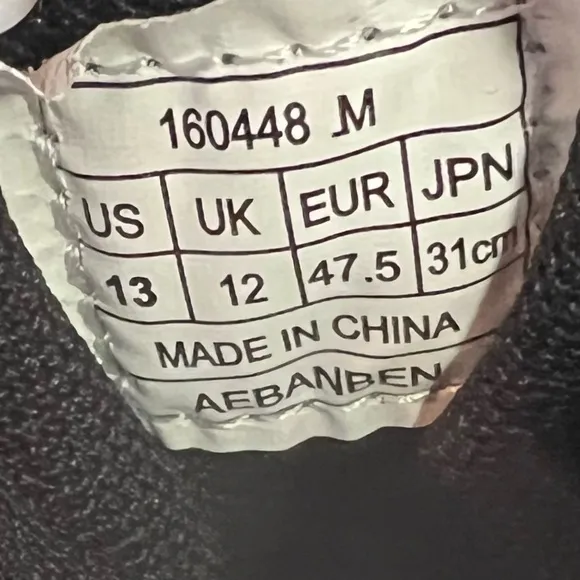 160448 M
US UK EUR JPN
13 12 47.5 31cm
MADE IN CHINA
AEBANBEN